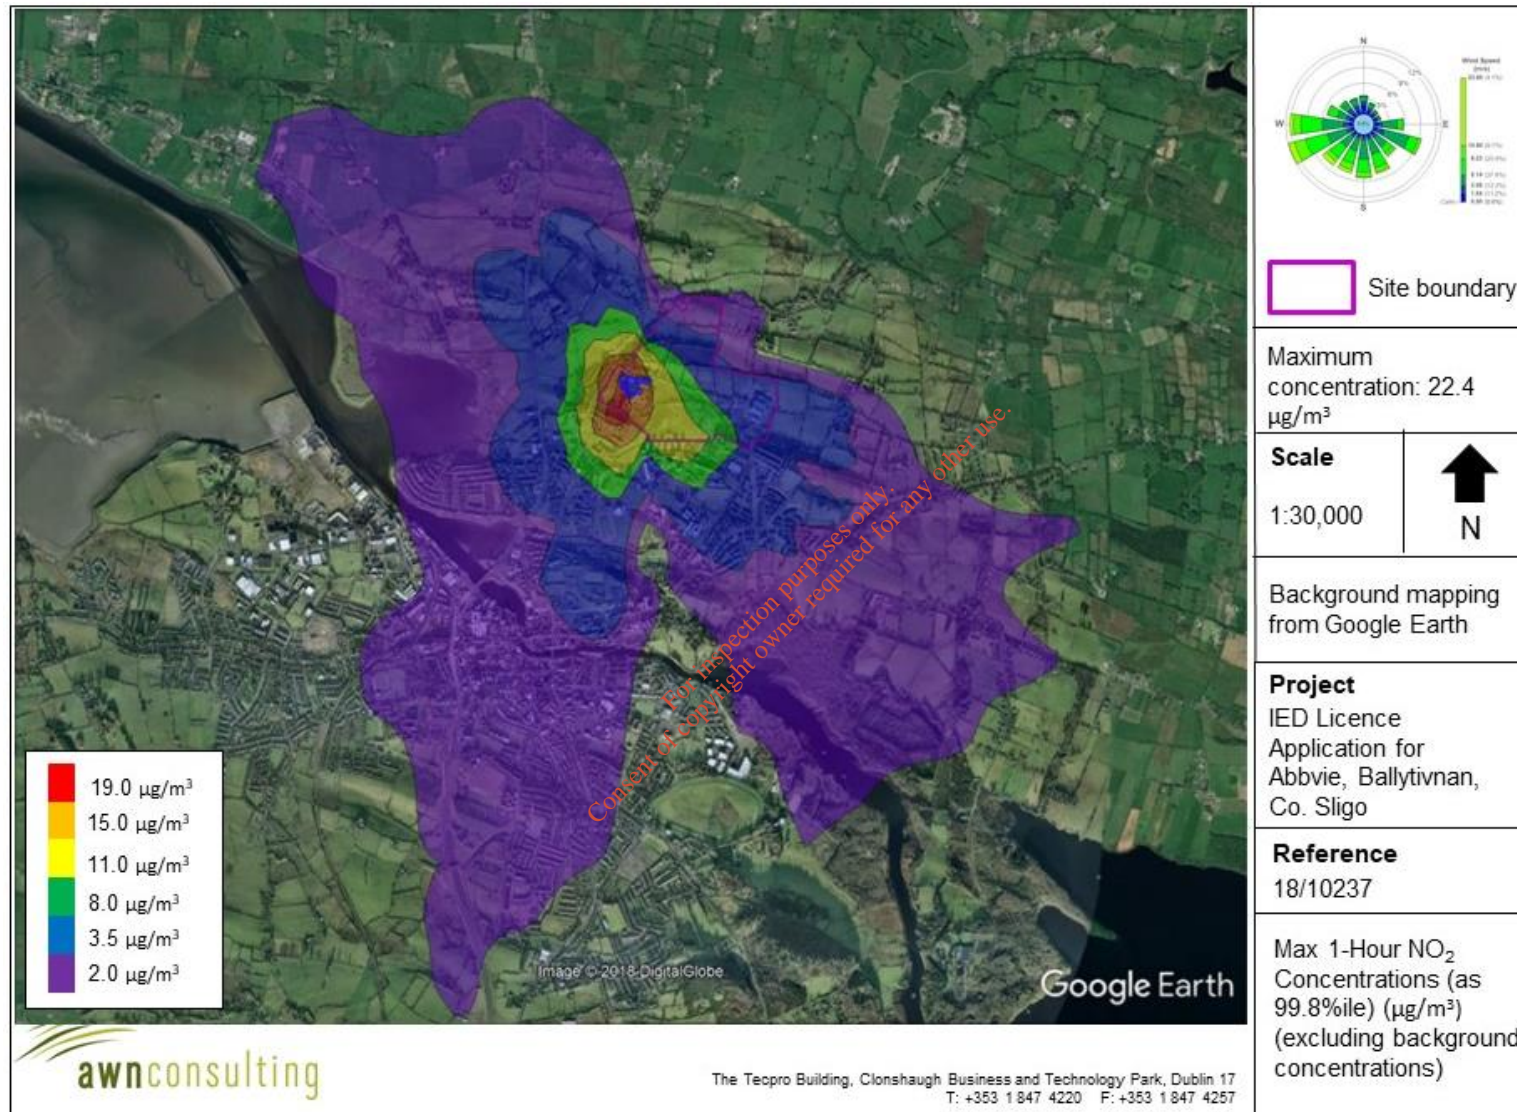 N
W
E
S
Wind Speed
Site boundary
Maximum
concentration: 22.4
µg/m³
Scale
1:30,000
N
Background mapping
from Google Earth
Project
IED Licence
Application for
Abbvie, Ballytivnan,
Co. Sligo
Reference
18/10237
Max 1-Hour NO₂
Concentrations (as
99.8%ile) (µg/m³)
(excluding background
concentrations)
For inspection purposes only.
Consent of copyright owner required for any other use.
19.0 µg/m³
15.0 µg/m³
11.0 µg/m³
8.0 µg/m³
3.5 µg/m³
2.0 µg/m³
Image © 2018 DigitalGlobe
Google Earth
awnconsulting
The Tecpro Building, Clonshaugh Business and Technology Park, Dublin 17
T: +353 1 847 4220 F: +353 1 847 4257